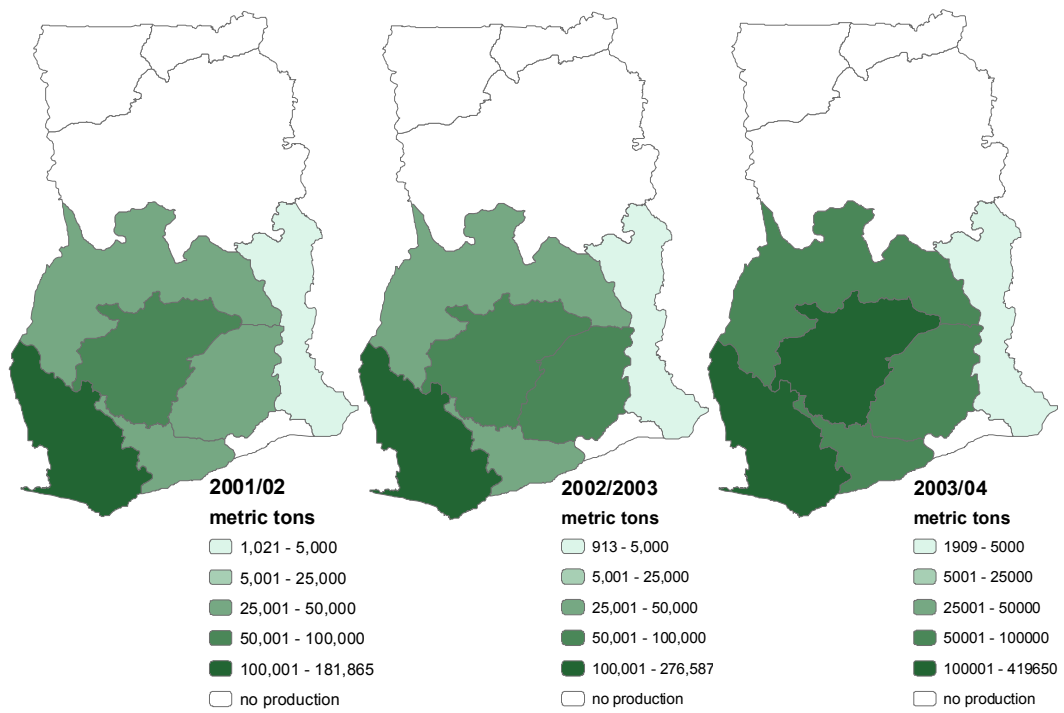 2001/02
metric tons
1,021 - 5,000
5,001 - 25,000
25,001 - 50,000
50,001 - 100,000
100,001 - 181,865
no production
2002/2003
metric tons
913 - 5,000
5,001 - 25,000
25,001 - 50,000
50,001 - 100,000
100,001 - 276,587
no production
2003/04
metric tons
1909 - 5000
5001 - 25000
25001 - 50000
50001 - 100000
100001 - 419650
no production